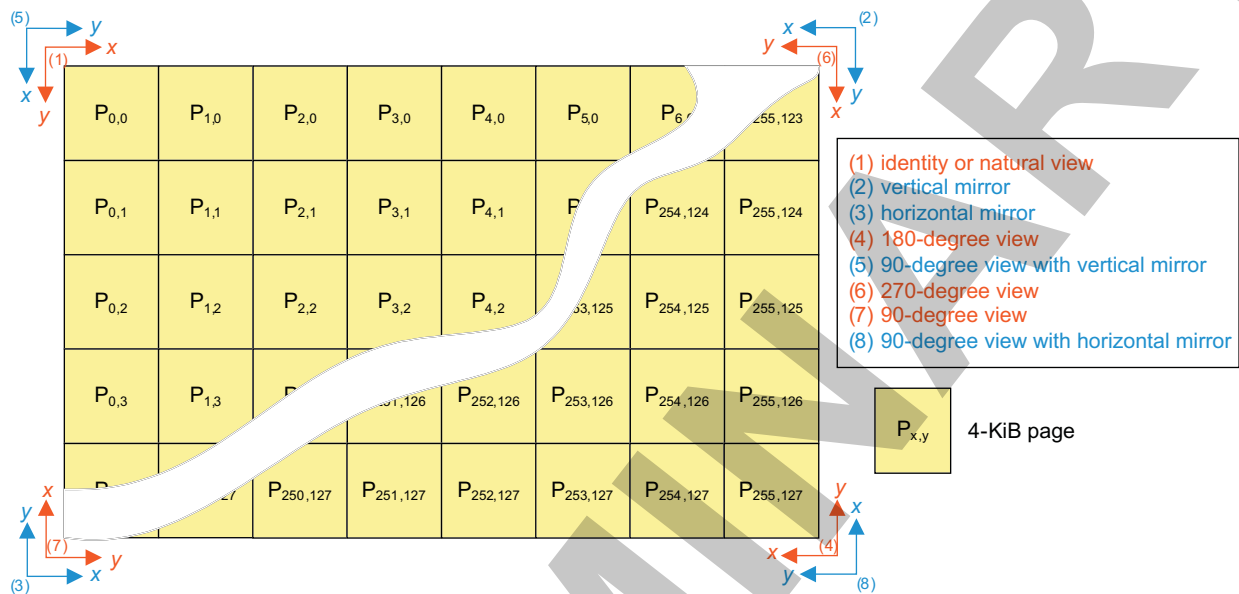 (5) y (2)
x
x y
(1) x y (6)
x y x y
P0,0 P1,0 P2,0 P3,0 P4,0 P5,0 255,123
P0,1 P1,1 P2,1 P3,1 P4,1 P254,124 P255,124
P0,2 P1,2 P2,2 P3,2 P4,2 53,125 P254,125 P255,125
P0,3 P1,3 251,126 P252,126 P253,126 P254,126 P255,126
P250,127 P251,127 P252,127 P253,127 P254,127 P255,127
(1) identity or natural view
(2) vertical mirror
(3) horizontal mirror
(4) 180-degree view
(5) 90-degree view with vertical mirror
(6) 270-degree view
(7) 90-degree view
(8) 90-degree view with horizontal mirror
Px,y 4-KiB page
x y
y x
(7) y (4) x
(3) x y (8)